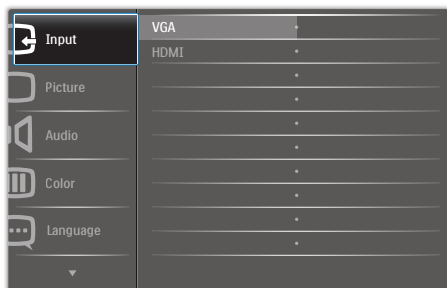 Input
VGA
HDMI
Picture
Audio
Color
Language